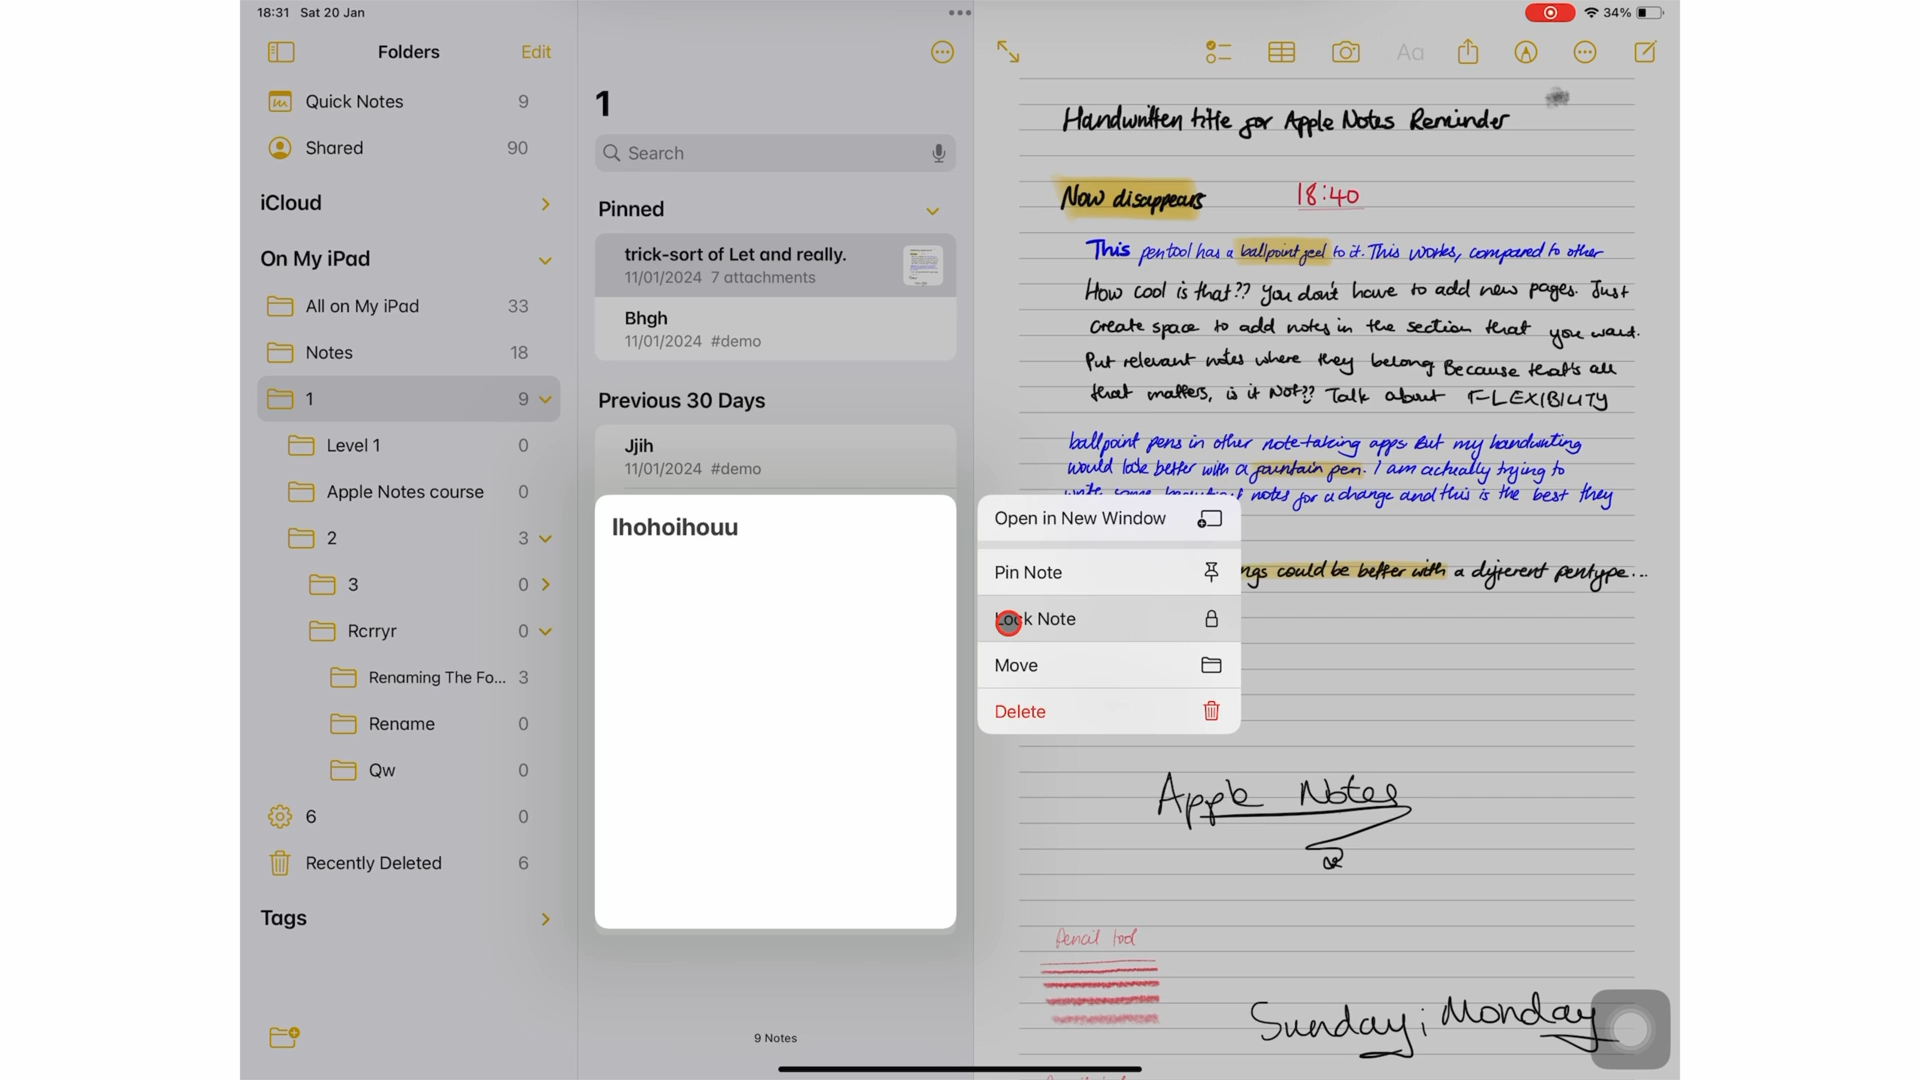 18:31 Sat 20 Jan
34%
Folders
Edit
Quick Notes 9
Shared 90
iCloud
On My iPad
All on My iPad 33
Notes 18
1 9
Level 1 0
Apple Notes course 0
2 3
3 0
Rcrryr 0
Renaming The Fo... 3
Rename 0
Qw 0
6 0
Recently Deleted 6
Tags
1
Search
Pinned
trick-sort of Let and really.
11/01/2024 7 attachments
Bhgh
11/01/2024 #demo
Previous 30 Days
Jjih
11/01/2024 #demo
Ihohoihouu
9 Notes
Open in New Window
Pin Note
Lock Note
Move
Delete
Aa
Handwritten title for Apple Notes Reminder
Now disappears 18:40
This pen tool has a ballpoint feel to it. This works, compared to other
How cool is that?? You don't have to add new pages. Just
create space to add notes in the section that you want.
Put relevant notes where they belong Because that's all
that matters, is it Not?? Talk about FLEXIBILITY
ballpoint pens in other note-taking apps But my handwriting
would look better with a fountain pen. I am actually trying to
write some beautiful notes for a change and this is the best they
ngs could be better with a different pentype...
Apple Notes
Pencil tool
Sunday; Monday